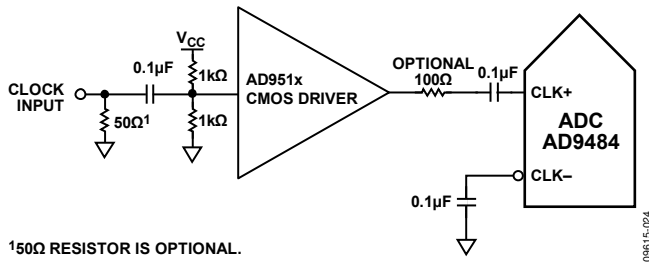 V_CC
0.1µF
1kΩ
CLOCK
INPUT
50Ω¹
1kΩ
AD951x
CMOS DRIVER
OPTIONAL
100Ω
0.1µF
CLK+
ADC
AD9484
CLK–
0.1µF
¹50Ω RESISTOR IS OPTIONAL.
09615-024